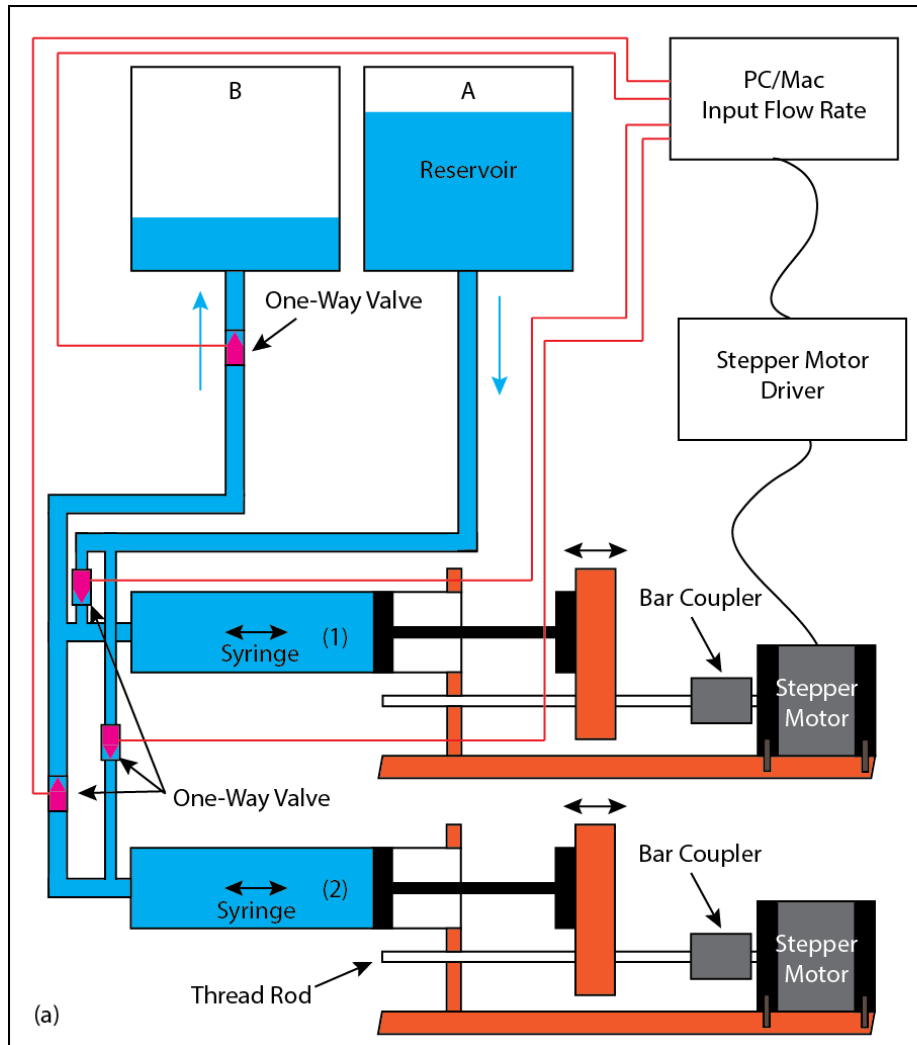 B
A
PC/Mac
Input Flow Rate
Reservoir
One-Way Valve
Stepper Motor
Driver
(1)
Syringe
Bar Coupler
Stepper
Motor
One-Way Valve
(2)
Syringe
Bar Coupler
Stepper
Motor
Thread Rod
(a)